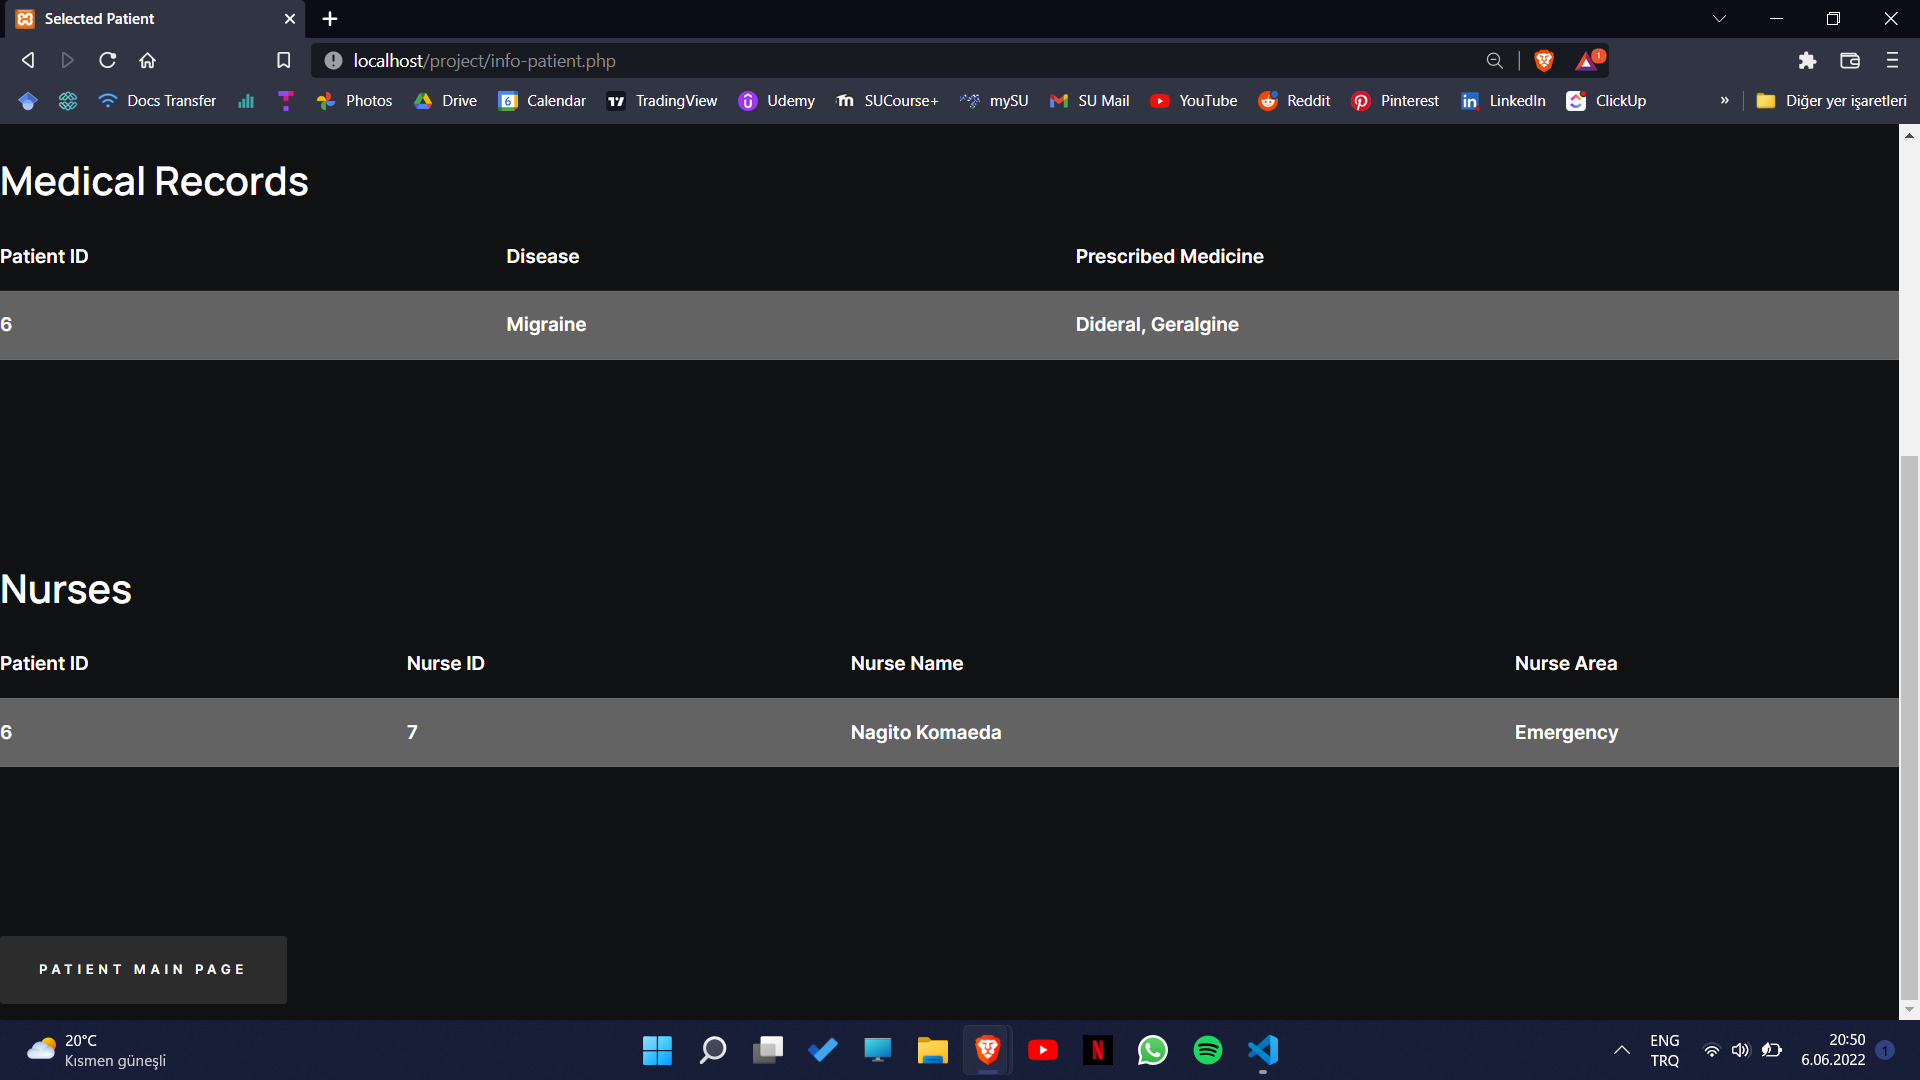 Selected Patient
localhost/project/info-patient.php
1
Docs Transfer
Photos
Drive
6
Calendar
TradingView
Udemy
SUCourse+
mySU
SU Mail
YouTube
Reddit
Pinterest
LinkedIn
ClickUp
»
Diğer yer işaretleri
Medical Records
Patient ID Disease Prescribed Medicine
6 Migraine Dideral, Geralgine
Nurses
Patient ID Nurse ID Nurse Name Nurse Area
6 7 Nagito Komaeda Emergency
PATIENT MAIN PAGE
20°C
Kısmen güneşli
ENG
TRQ
20:50
6.06.2022
1